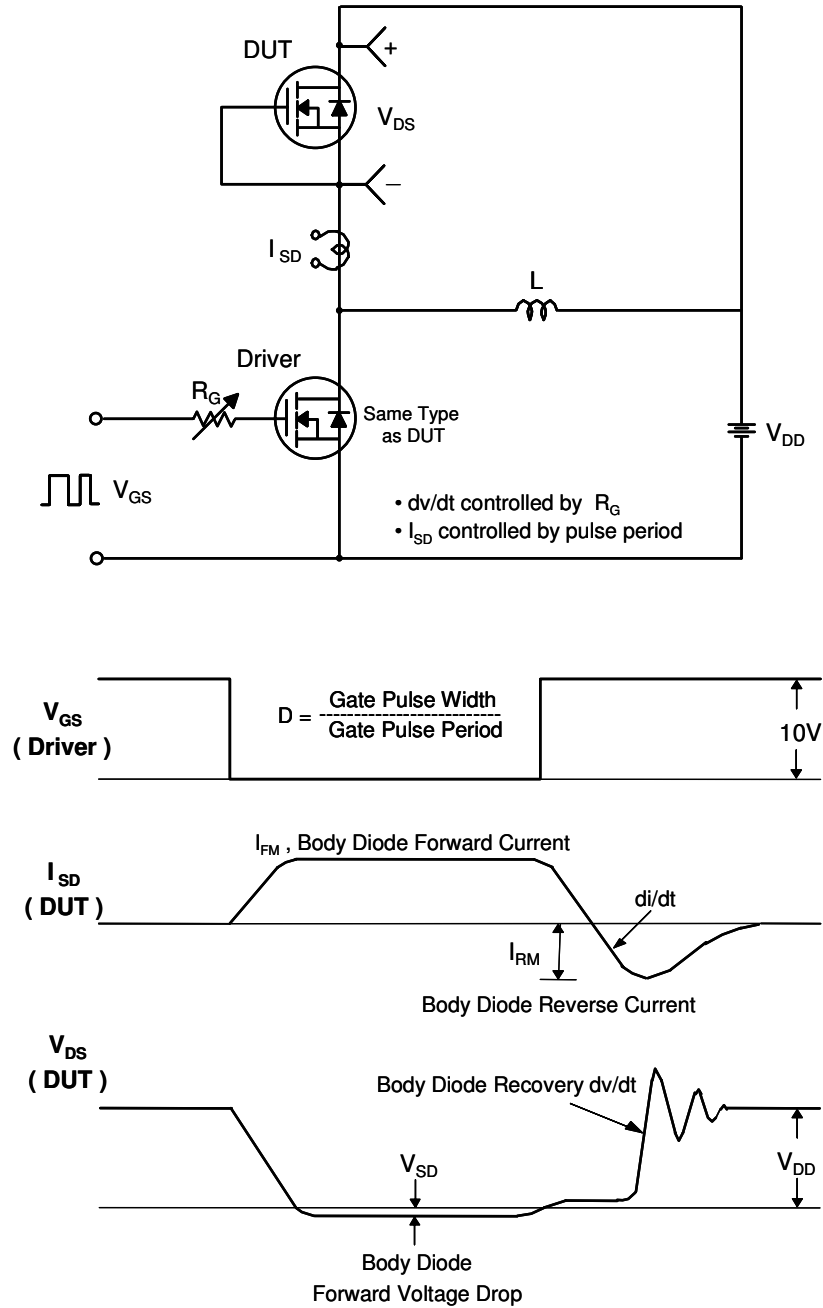 DUT
+
V_DS
−
I_SD
L
Driver
R_G
Same Type
as DUT
V_DD
V_GS
• dv/dt controlled by R_G
• I_SD controlled by pulse period
V_GS
( Driver )
D = Gate Pulse Width
Gate Pulse Period
10V
I_SD
( DUT )
I_FM , Body Diode Forward Current
di/dt
I_RM
Body Diode Reverse Current
V_DS
( DUT )
Body Diode Recovery dv/dt
V_SD
V_DD
Body Diode
Forward Voltage Drop